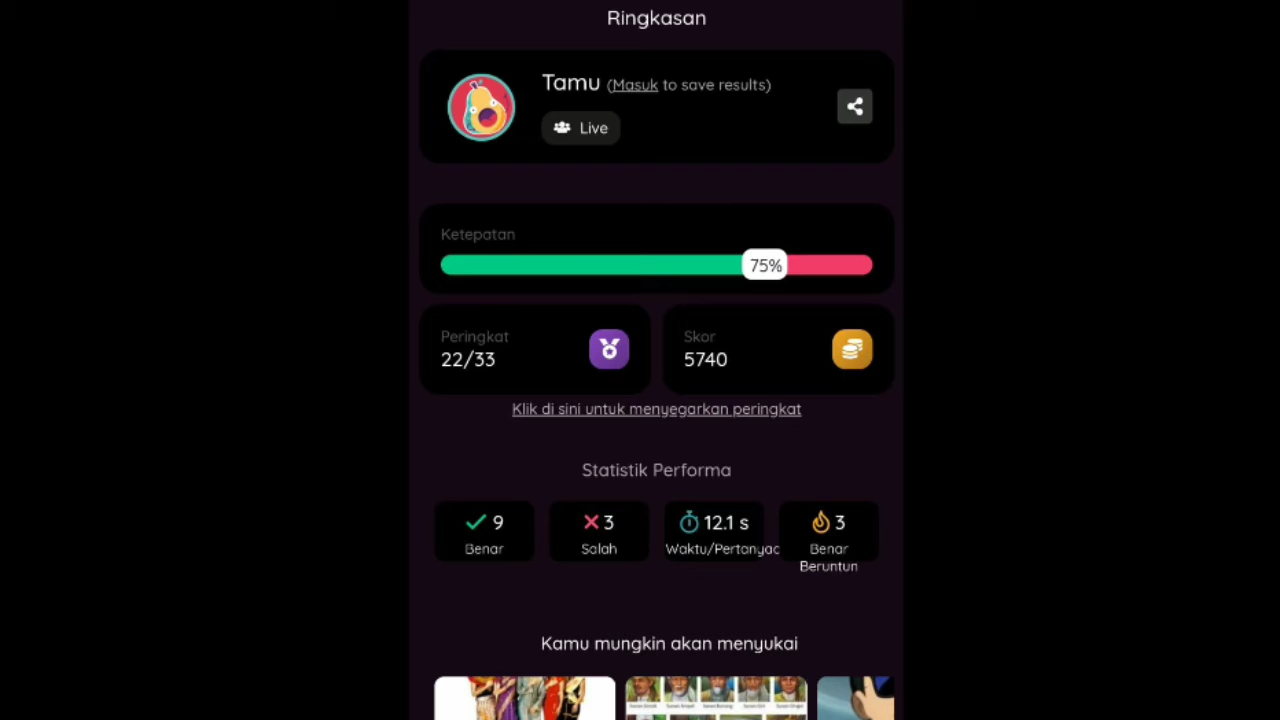 Ringkasan
Tamu (Masuk to save results)
Live
Ketepatan
75%
Peringkat
22/33
Skor
5740
Klik di sini untuk menyegarkan peringkat
Statistik Performa
9
Benar
3
Salah
12.1 s
Waktu/Pertanyac
3
Benar
Beruntun
Kamu mungkin akan menyukai